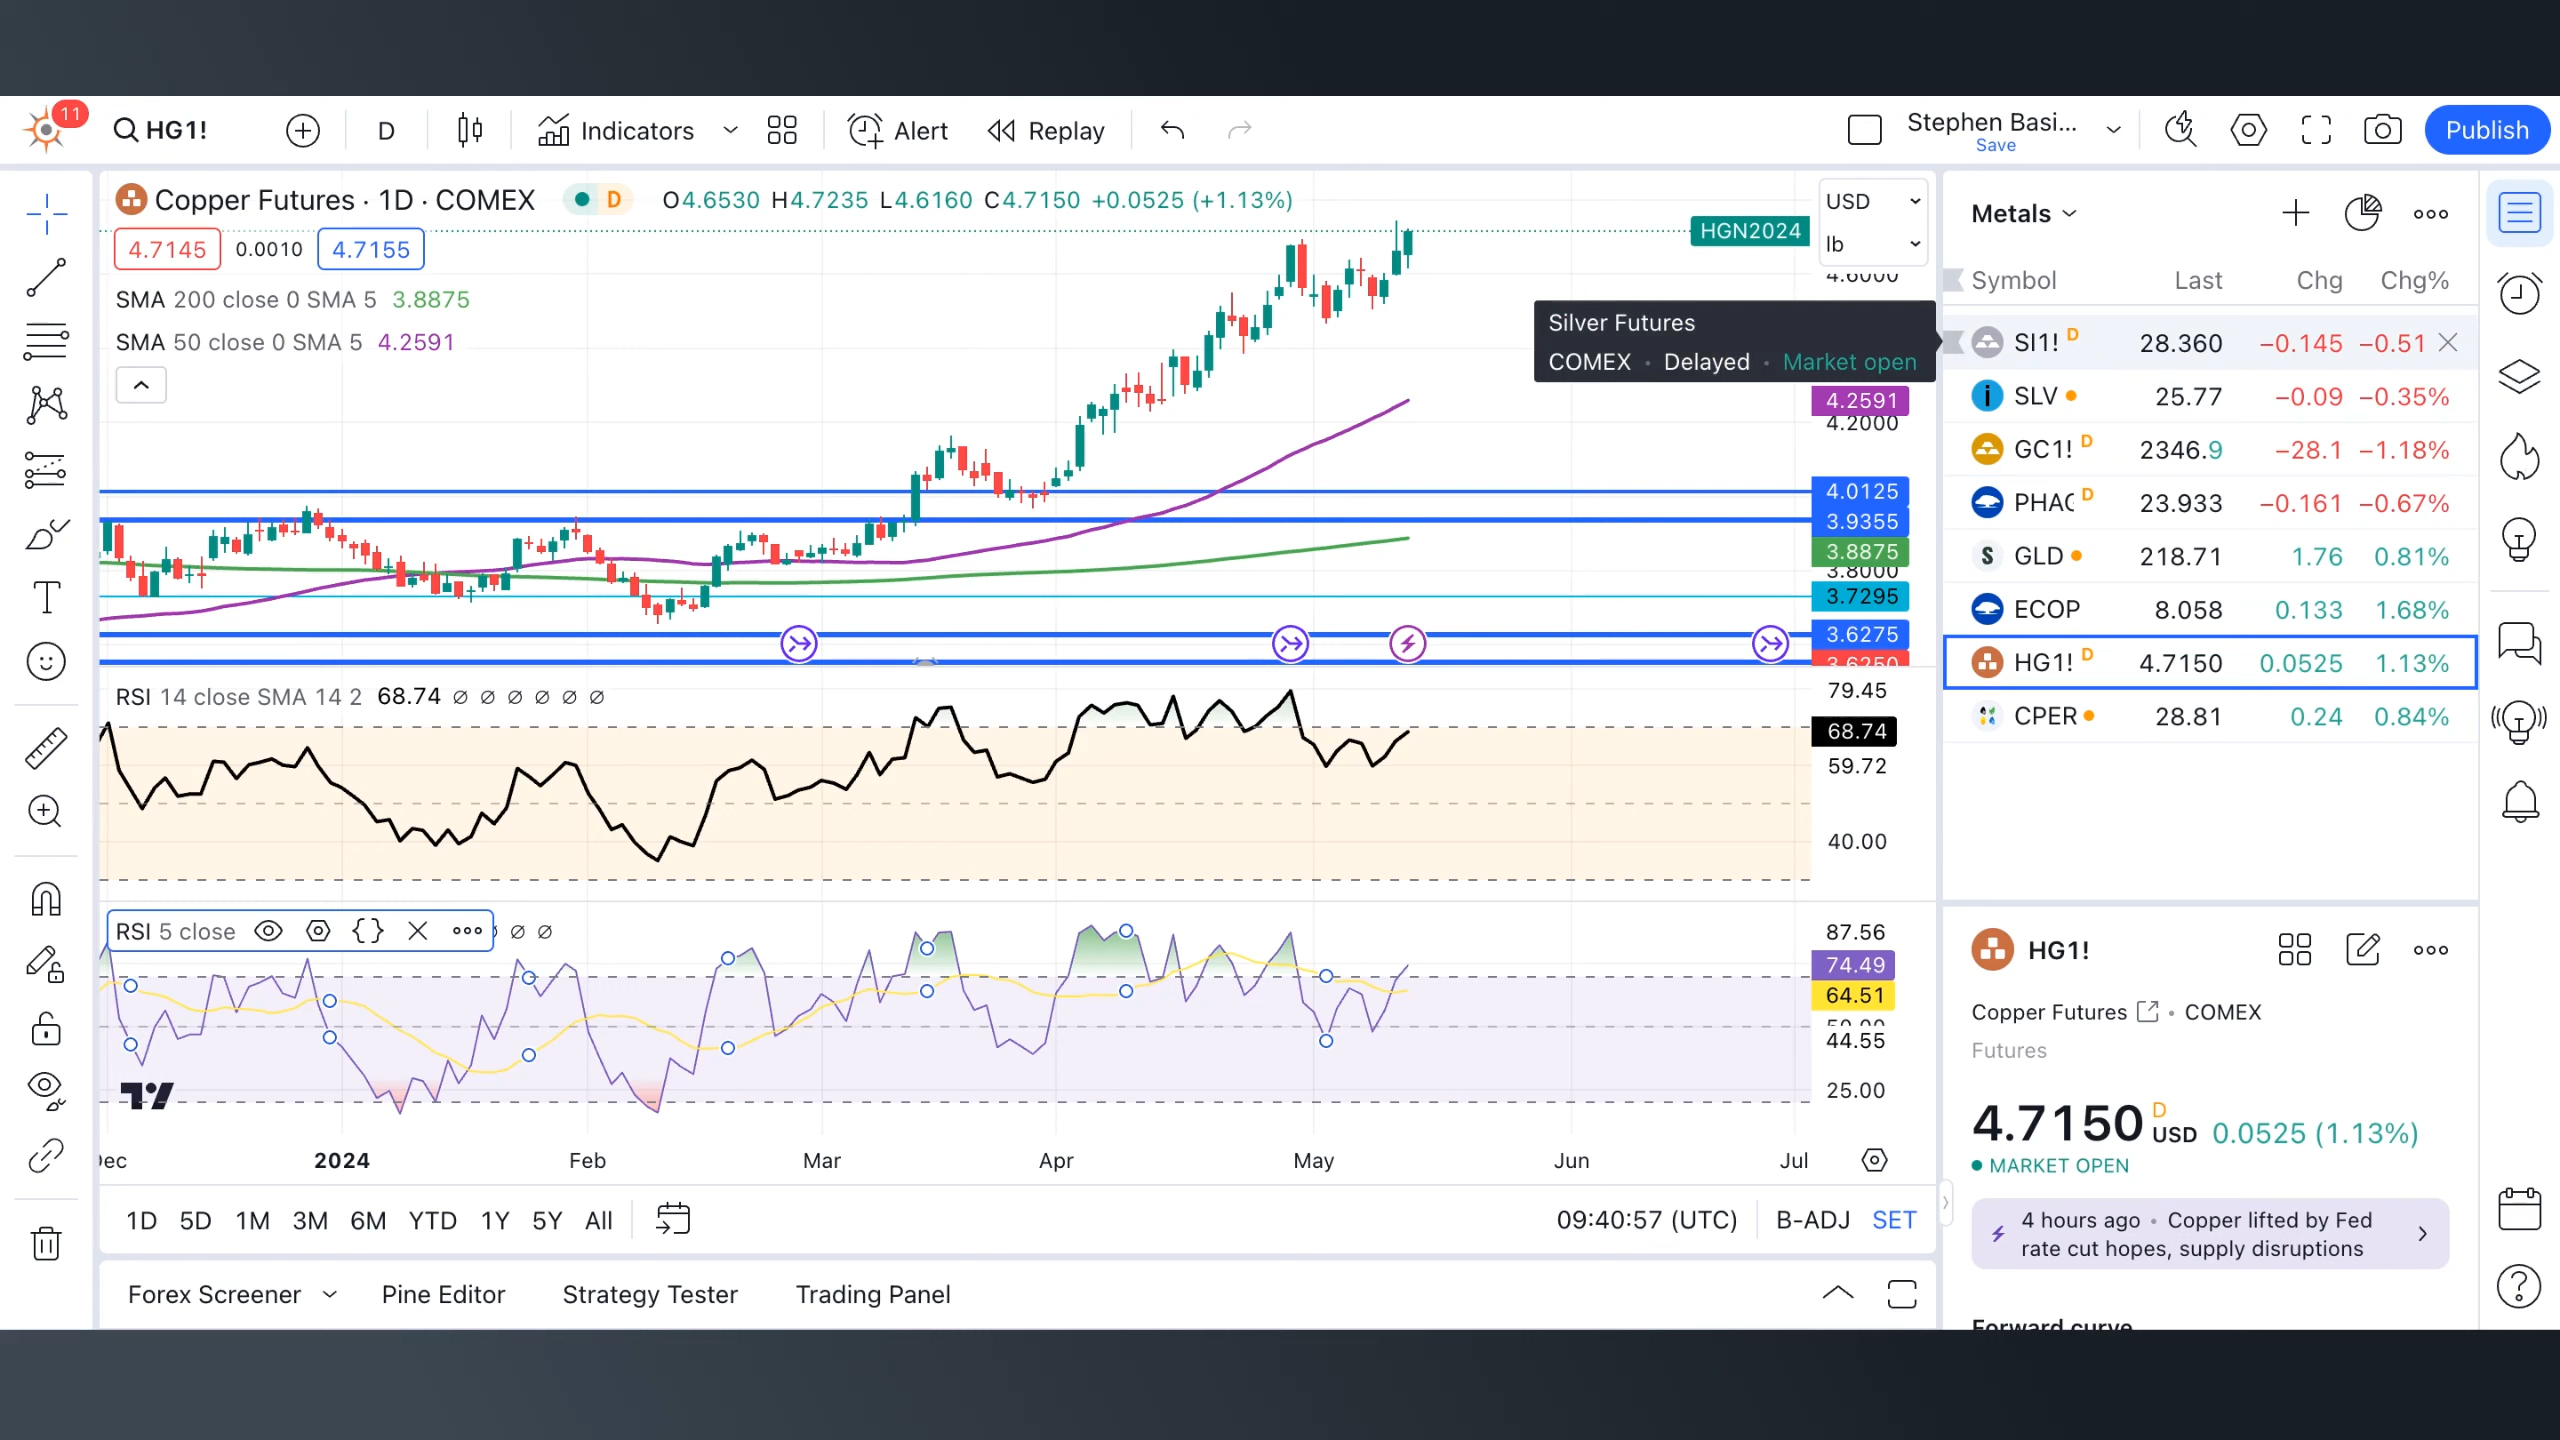 11
HG1!
D
Indicators
Alert
Replay
Stephen Basi...
Save
Publish
Copper Futures · 1D · COMEX
D
O4.6530 H4.7235 L4.6160 C4.7150 +0.0525 (+1.13%)
4.7145 0.0010 4.7155
SMA 200 close 0 SMA 5 3.8875
SMA 50 close 0 SMA 5 4.2591
HGN2024
USD
lb
4.6000
Silver Futures
COMEX · Delayed · Market open
4.2591
4.2000
4.0125
3.9355
3.8875
3.8000
3.7295
3.6275
3.6250
RSI 14 close SMA 14 2 68.74 ∅ ∅ ∅ ∅ ∅ ∅
79.45
68.74
59.72
40.00
RSI 5 close ∅ ∅
87.56
74.49
64.51
50.00
44.55
25.00
ec 2024 Feb Mar Apr May Jun Jul
1D 5D 1M 3M 6M YTD 1Y 5Y All
09:40:57 (UTC) B-ADJ SET
Forex Screener Pine Editor Strategy Tester Trading Panel
Metals
Symbol Last Chg Chg%
SI1! D 28.360 −0.145 −0.51
SLV 25.77 −0.09 −0.35%
GC1! D 2346.9 −28.1 −1.18%
PHAG D 23.933 −0.161 −0.67%
GLD 218.71 1.76 0.81%
ECOP 8.058 0.133 1.68%
HG1! D 4.7150 0.0525 1.13%
CPER 28.81 0.24 0.84%
HG1!
Copper Futures · COMEX
Futures
4.7150 D USD 0.0525 (1.13%)
MARKET OPEN
4 hours ago · Copper lifted by Fed
rate cut hopes, supply disruptions
Forward curve